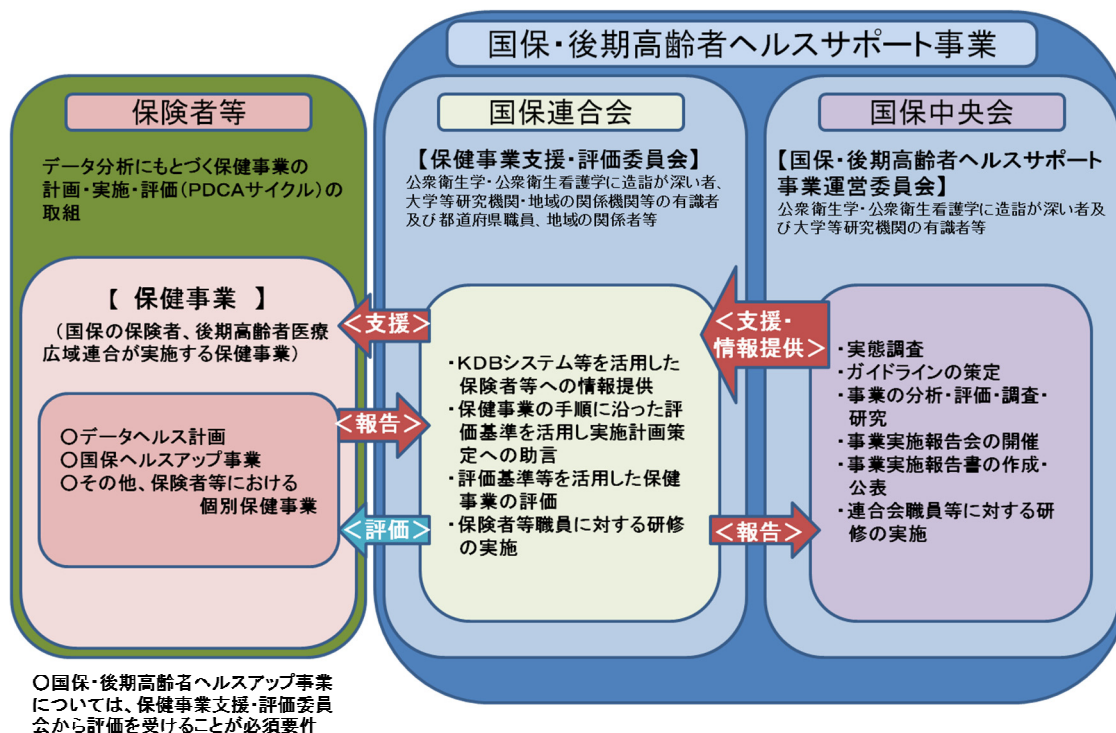 国保・後期高齢者ヘルスサポート事業
保険者等
データ分析にもとづく保健事業の
計画・実施・評価(PDCAサイクル)の
取組
【 保健事業 】
(国保の保険者、後期高齢者医療
広域連合が実施する保健事業)
○データヘルス計画
○国保ヘルスアップ事業
○その他、保険者等における
個別保健事業
○国保・後期高齢者ヘルスアップ事業
については、保健事業支援・評価委員
会から評価を受けることが必須要件
<支援>
<報告>
<評価>
国保連合会
【保健事業支援・評価委員会】
公衆衛生学・公衆衛生看護学に造詣が深い者、
大学等研究機関・地域の関係機関等の有識者
及び都道府県職員、地域の関係者等
・KDBシステム等を活用した
保険者等への情報提供
・保健事業の手順に沿った評
価基準を活用し実施計画策
定への助言
・評価基準等を活用した保健
事業の評価
・保険者等職員に対する研修
の実施
<支援・
情報提供>
<報告>
国保中央会
【国保・後期高齢者ヘルスサポート
事業運営委員会】
公衆衛生学・公衆衛生看護学に造詣が深い者及
び大学等研究機関の有識者等
・実態調査
・ガイドラインの策定
・事業の分析・評価・調査・
研究
・事業実施報告会の開催
・事業実施報告書の作成・
公表
・連合会職員等に対する研
修の実施